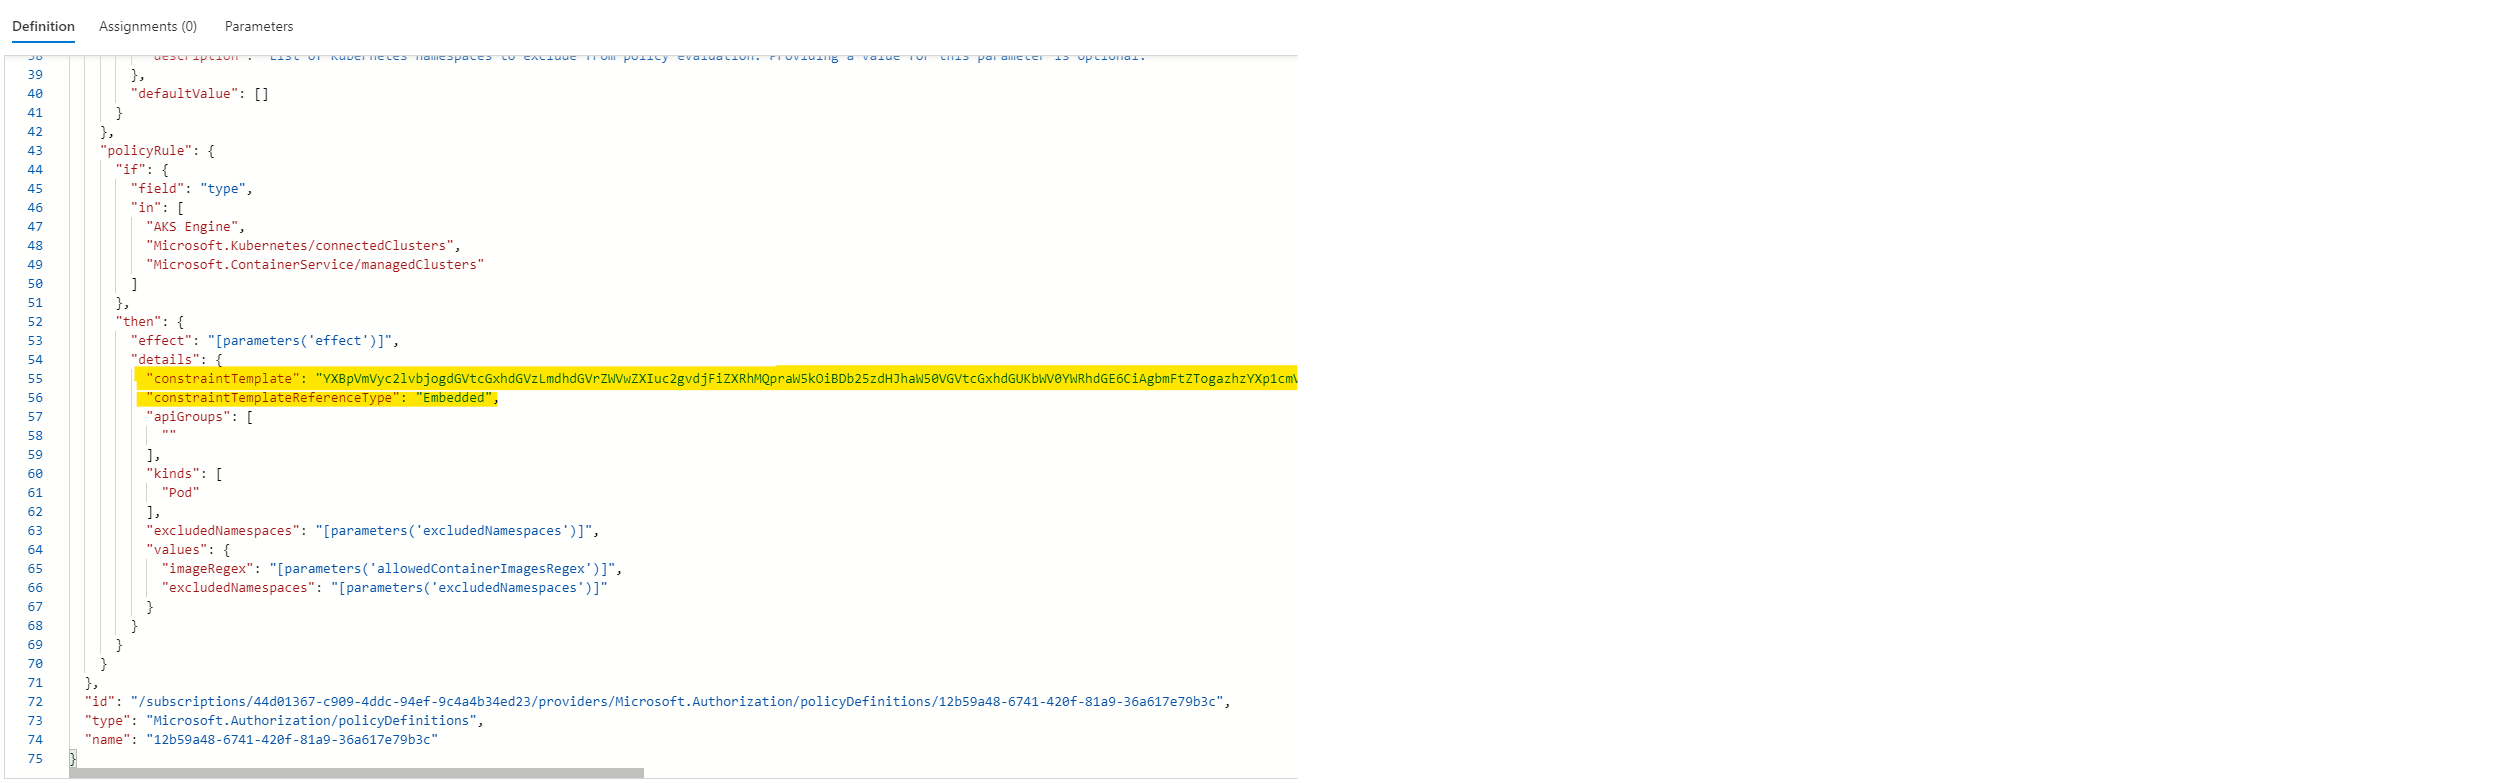 Definition Assignments (0) Parameters
38 "description": "List of Kubernetes namespaces to exclude from policy evaluation. Providing a value for this parameter is optional."
39 },
40 "defaultValue": []
41 }
42 },
43 "policyRule": {
44 "if": {
45 "field": "type",
46 "in": [
47 "AKS Engine",
48 "Microsoft.Kubernetes/connectedClusters",
49 "Microsoft.ContainerService/managedClusters"
50 ]
51 },
52 "then": {
53 "effect": "[parameters('effect')]",
54 "details": {
55 "constraintTemplate": "YXBpVmVyc2lvbjogdGVtcGxhdGVzLmdhdGVrZWVwZXIuc2gvdjFiZXRhMQpraW5kOiBDb25zdHJhaW50VGVtcGxhdGUKbWV0YWRhdGE6CiAgbmFtZTogazhzYXp1cmV
56 "constraintTemplateReferenceType": "Embedded",
57 "apiGroups": [
58 ""
59 ],
60 "kinds": [
61 "Pod"
62 ],
63 "excludedNamespaces": "[parameters('excludedNamespaces')]",
64 "values": {
65 "imageRegex": "[parameters('allowedContainerImagesRegex')]",
66 "excludedNamespaces": "[parameters('excludedNamespaces')]"
67 }
68 }
69 }
70 }
71 },
72 "id": "/subscriptions/44d01367-c909-4ddc-94ef-9c4a4b34ed23/providers/Microsoft.Authorization/policyDefinitions/12b59a48-6741-420f-81a9-36a617e79b3c",
73 "type": "Microsoft.Authorization/policyDefinitions",
74 "name": "12b59a48-6741-420f-81a9-36a617e79b3c"
75 }